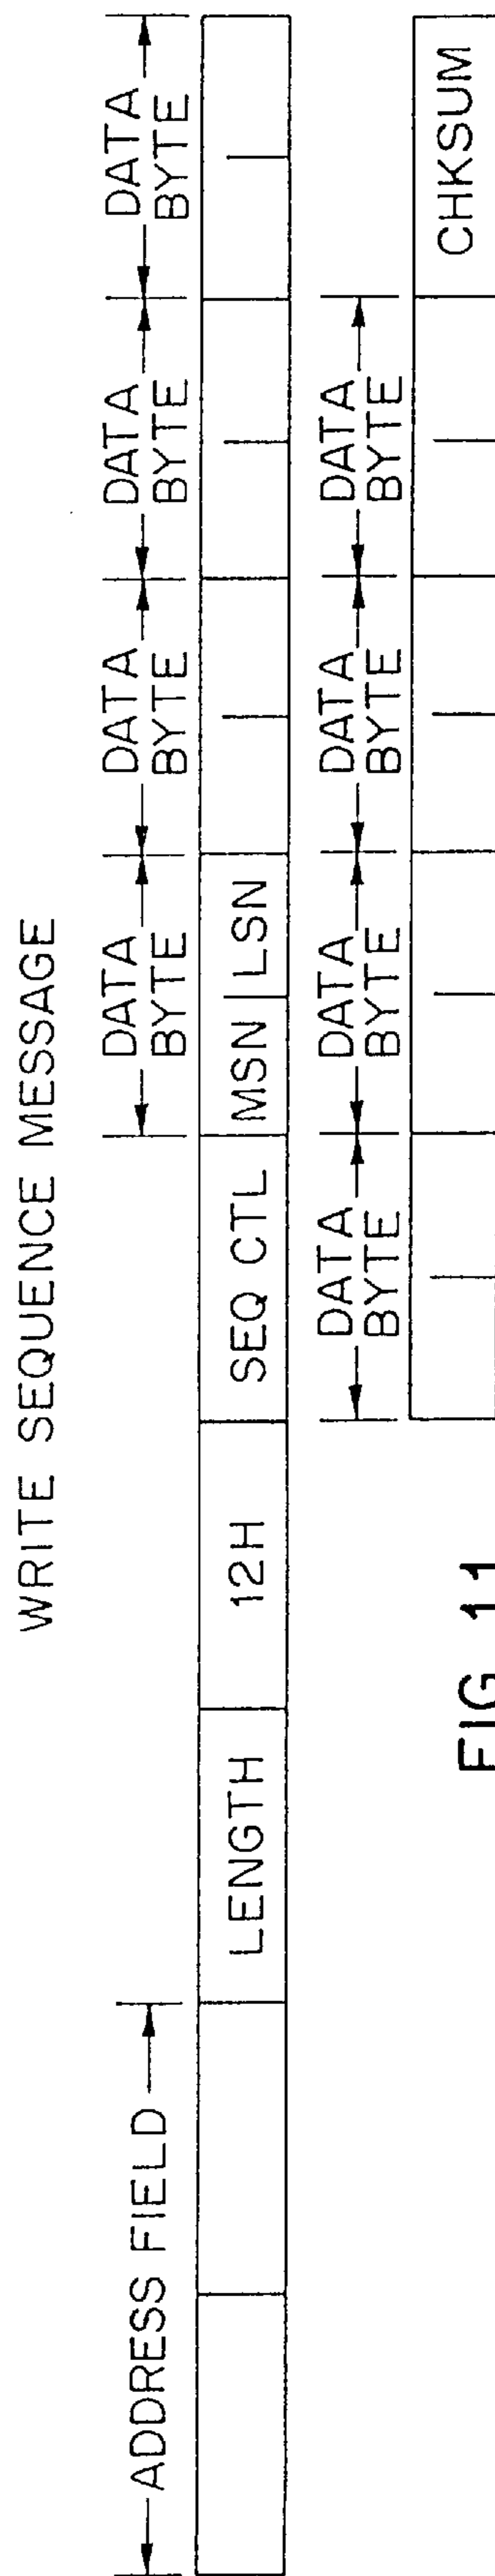 WRITE SEQUENCE MESSAGE
ADDRESS FIELD
DATA BYTE
DATA BYTE
DATA BYTE
DATA BYTE
LENGTH
12H
SEQ CTL
MSN
LSN
DATA BYTE
DATA BYTE
DATA BYTE
DATA BYTE
CHKSUM
FIG. 11